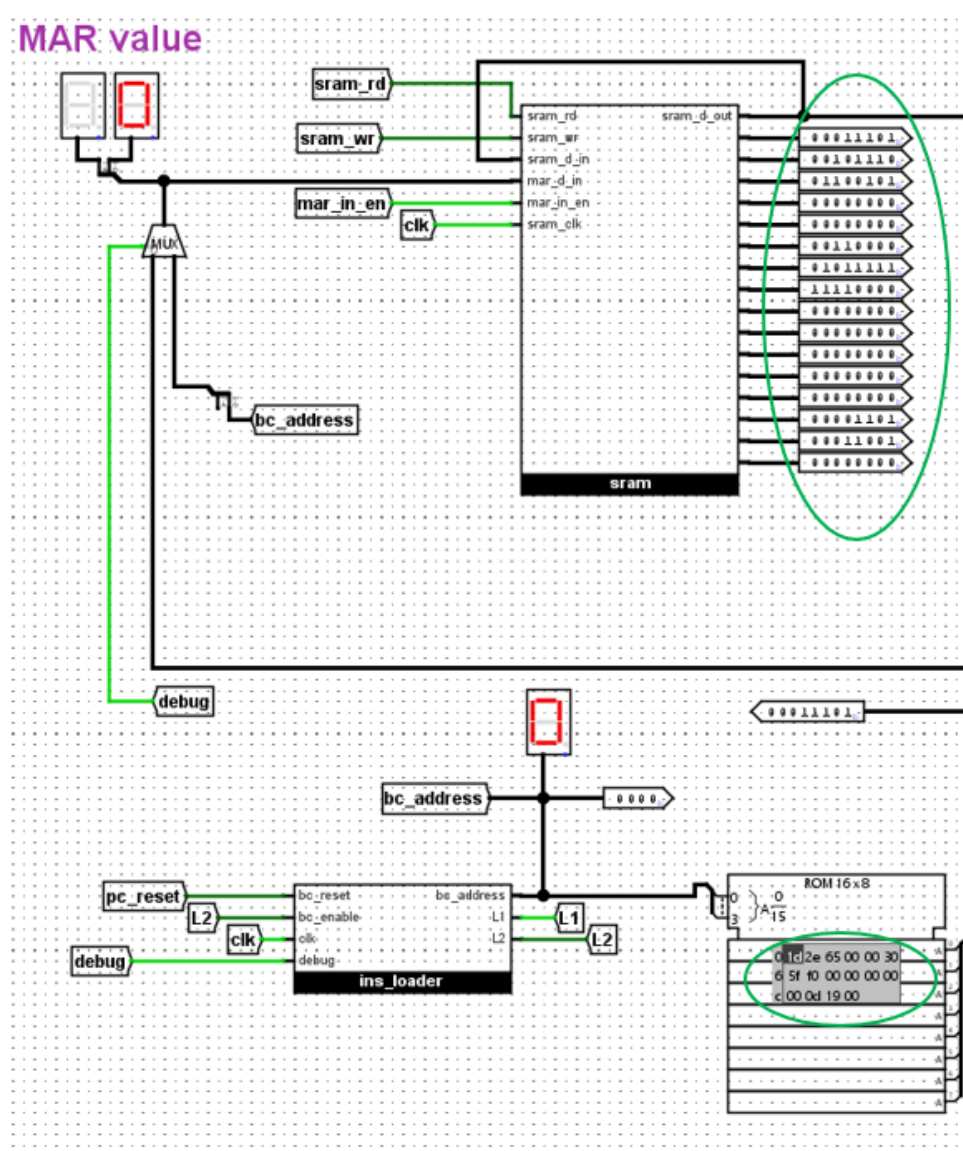 MAR value
sram_rd
sram_wr
mar_in_en
clk
sram_rd
sram_wr
sram_d_in
mar_d_in
mar_in_en
sram_clk
sram_d_out
sram
00011101
00101110
01100101
00000000
00000000
00110000
01011111
11110000
00000000
00000000
00000000
00000000
00000000
00001101
00011001
00000000
MUX
bc_address
debug
0
00011101
bc_address
0000
pc_reset
L2
clk
debug
bc_reset
bc_enable
clk
debug
bc_address
L1
L2
ins_loader
L1
L2
ROM 16 x 8
0
3
A
0
15
0 1d 2e 65 00 00 30
6 5f f0 00 00 00 00
c 00 0d 19 00